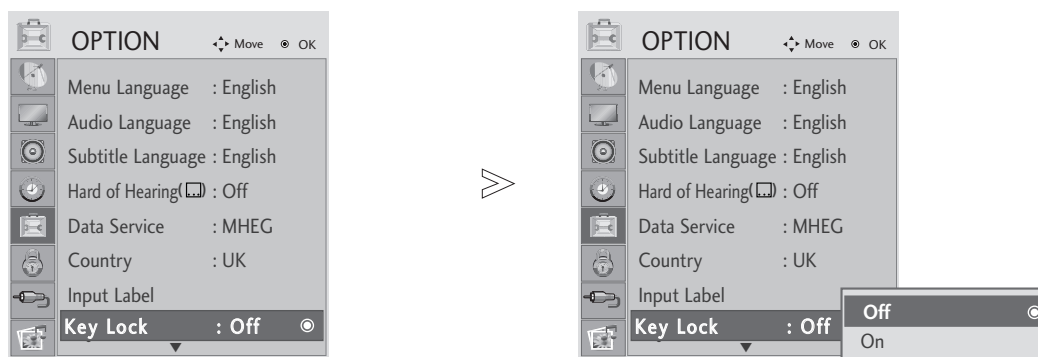 OPTION Move OK
Menu Language : English
Audio Language : English
Subtitle Language : English
Hard of Hearing( ) : Off
Data Service : MHEG
Country : UK
Input Label
Key Lock : Off
OPTION Move OK
Menu Language : English
Audio Language : English
Subtitle Language : English
Hard of Hearing( ) : Off
Data Service : MHEG
Country : UK
Input Label
Key Lock : Off
Off
On